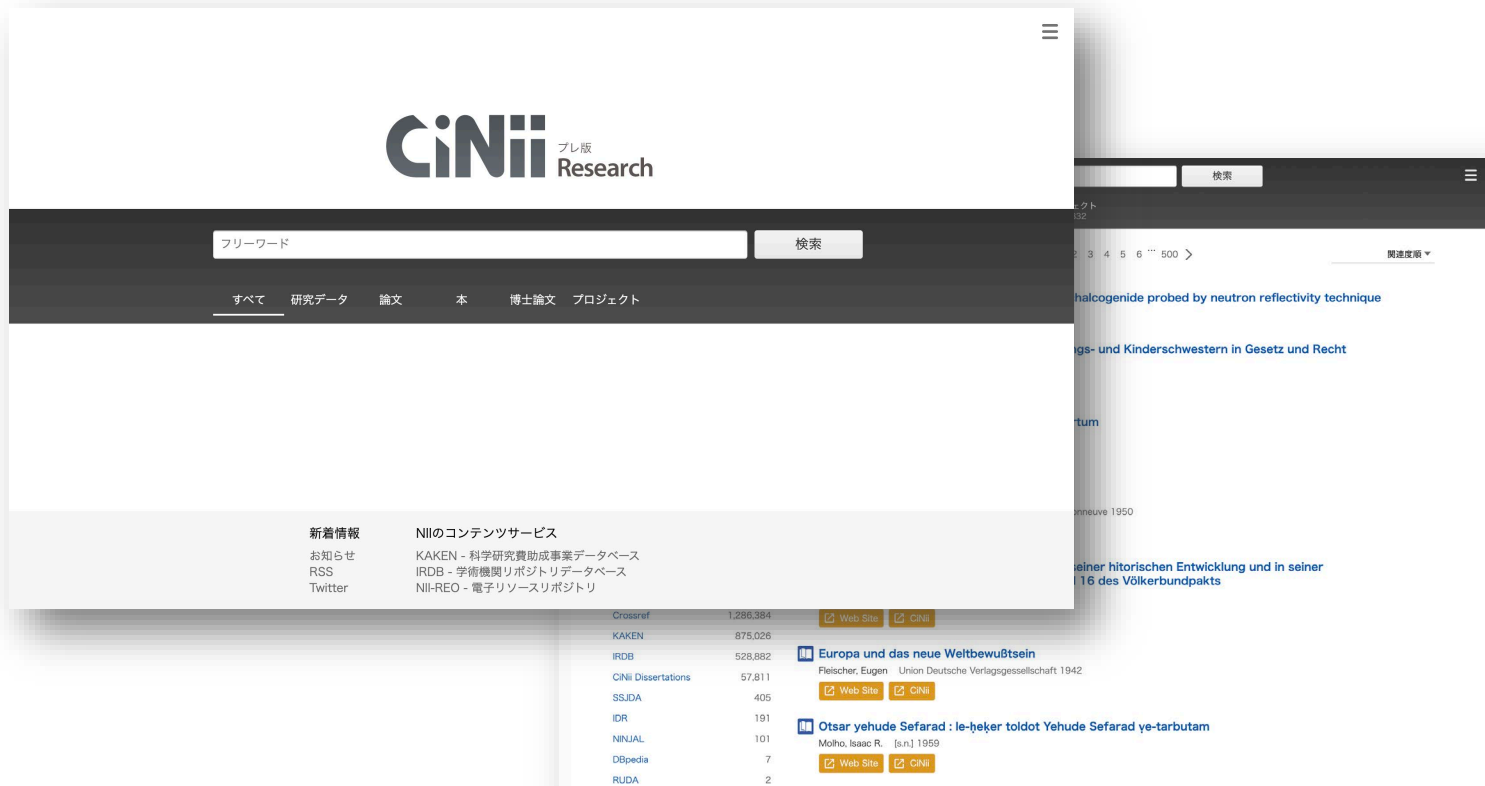 CiNii
プレ版
Research
フリーワード
検索
すべて 研究データ 論文 本 博士論文 プロジェクト
新着情報
お知らせ
RSS
Twitter
NIIのコンテンツサービス
KAKEN - 科学研究費助成事業データベース
IRDB - 学術機関リポジトリデータベース
NII-REO - 電子リソースリポジトリ
検索
3 4 5 6 … 500 >
関連度順
halcogenide probed by neutron reflectivity technique
und Kinderschwestern in Gesetz und Recht
1950
seiner hitorischen Entwicklung und in seiner
16 des Völkerbundpakts
Web Site CiNii
Crossref 1,286,384
KAKEN 875,026
IRDB 528,882
CiNii Dissertations 57,811
SSJDA 405
IDR 191
NINJAL 101
DBpedia 7
RUDA 2
Europa und das neue Weltbewußtsein
Fleischer, Eugen Union Deutsche Verlagsgessellschaft 1942
Web Site CiNii
Otsar yehude Sefarad : le-ḥeḳer toldot Yehude Sefarad ṿe-tarbutam
Molho, Isaac R. [s.n.] 1959
Web Site CiNii